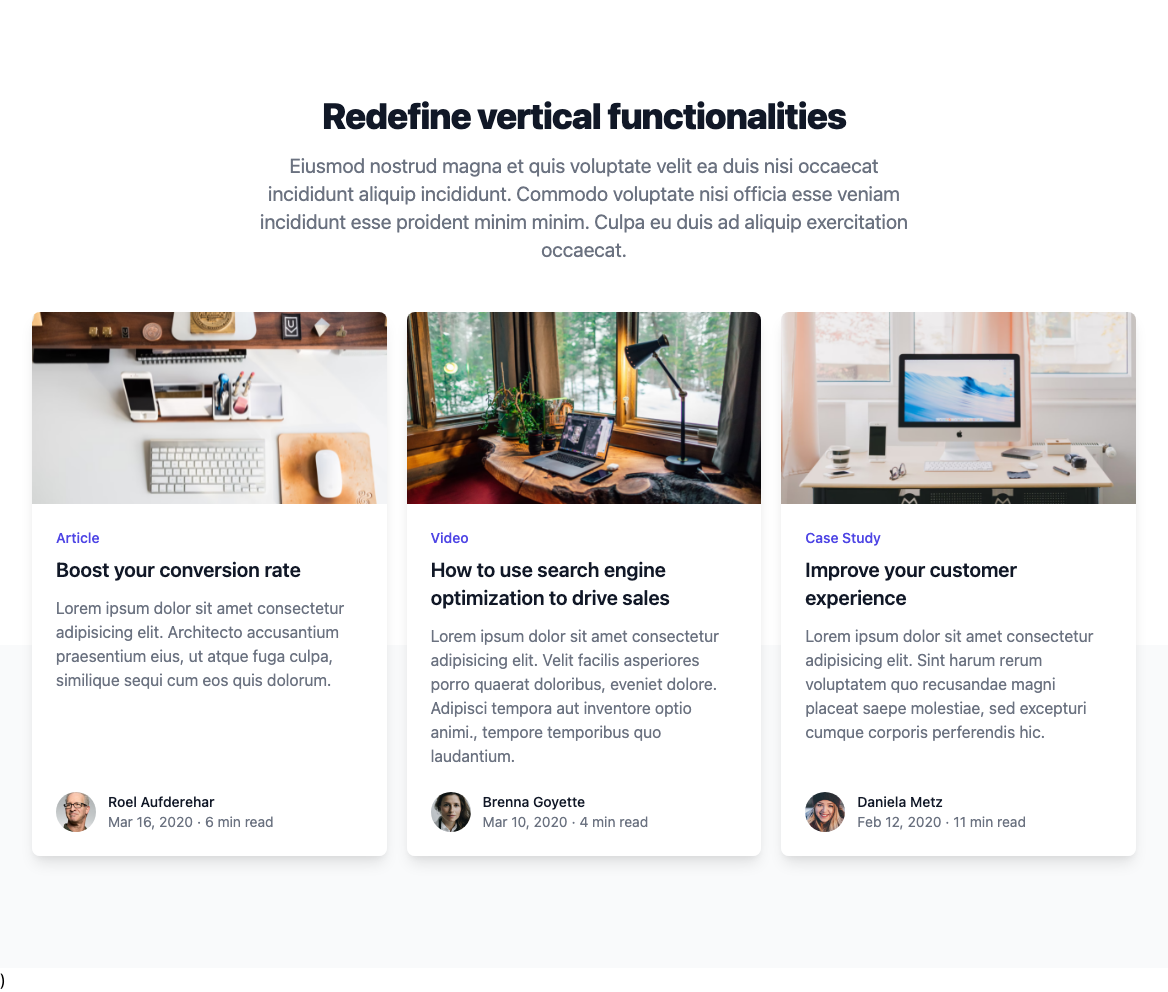 Redefine vertical functionalities
Eiusmod nostrud magna et quis voluptate velit ea duis nisi occaecat
incididunt aliquip incididunt. Commodo voluptate nisi officia esse veniam
incididunt esse proident minim minim. Culpa eu duis ad aliquip exercitation
occaecat.
Article
Boost your conversion rate
Lorem ipsum dolor sit amet consectetur
adipisicing elit. Architecto accusantium
praesentium eius, ut atque fuga culpa,
similique sequi cum eos quis dolorum.
Roel Aufderehar
Mar 16, 2020 · 6 min read
Video
How to use search engine
optimization to drive sales
Lorem ipsum dolor sit amet consectetur
adipisicing elit. Velit facilis asperiores
porro quaerat doloribus, eveniet dolore.
Adipisci tempora aut inventore optio
animi., tempore temporibus quo
laudantium.
Brenna Goyette
Mar 10, 2020 · 4 min read
Case Study
Improve your customer
experience
Lorem ipsum dolor sit amet consectetur
adipisicing elit. Sint harum rerum
voluptatem quo recusandae magni
placeat saepe molestiae, sed excepturi
cumque corporis perferendis hic.
Daniela Metz
Feb 12, 2020 · 11 min read
)